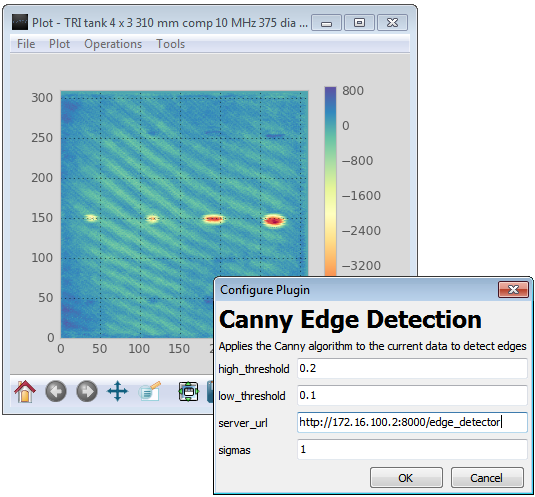 Plot - TRI tank 4 x 3 310 mm comp 10 MHz 375 dia ...
File Plot Operations Tools
300
250
200
150
100
50
0
0 50 100 150
800
0
−800
−1600
−2400
−3200
Configure Plugin
Canny Edge Detection
Applies the Canny algorithm to the current data to detect edges
high_threshold 0.2
low_threshold 0.1
server_url http://172.16.100.2:8000/edge_detector
sigmas 1
OK Cancel